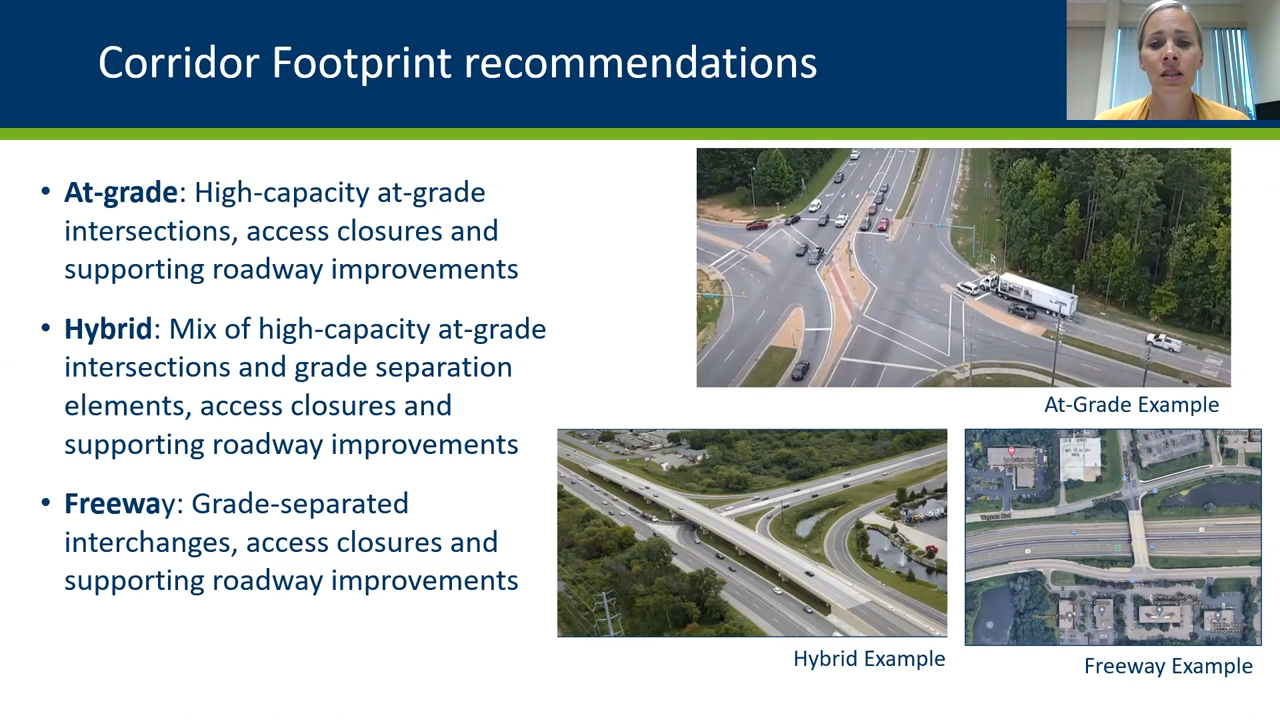 Corridor Footprint recommendations
• At-grade: High-capacity at-grade
intersections, access closures and
supporting roadway improvements
• Hybrid: Mix of high-capacity at-grade
intersections and grade separation
elements, access closures and
supporting roadway improvements
• Freeway: Grade-separated
interchanges, access closures and
supporting roadway improvements
At-Grade Example
Hybrid Example
Freeway Example